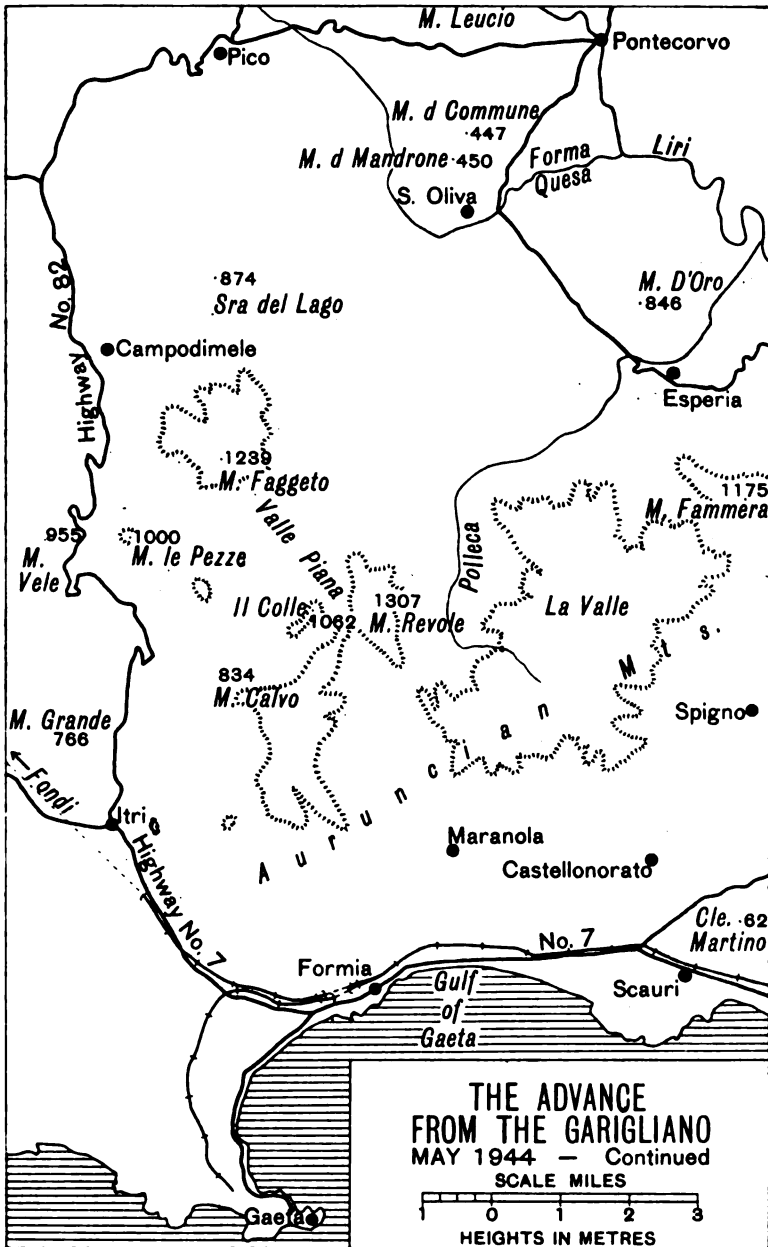 M. Leucio
Pontecorvo
Pico
M. d Commune
·447
M. d Mandrone ·450
Forma
Quesa
Liri
S. Oliva
No. 82
Highway
·874
Sra del Lago
M. D'Oro
·846
Campodimele
Esperia
·1239
M. Faggeto
Valle Piana
1175
M. Fammera
Polleca
.955
M.
Vele
1000
M. le Pezze
Il Colle
1062
1307
M. Revole
La Valle
834
M. Calvo
Spigno
M. Grande
766
Fondi
Itri
Highway No. 7
Auruncian Mts.
Maranola
Castellonorato
Cle. ·62
Martino
No. 7
Formia
Scauri
Gulf
of
Gaeta
Gaeta
THE ADVANCE
FROM THE GARIGLIANO
MAY 1944 — Continued
SCALE MILES
1 0 1 2 3
HEIGHTS IN METRES